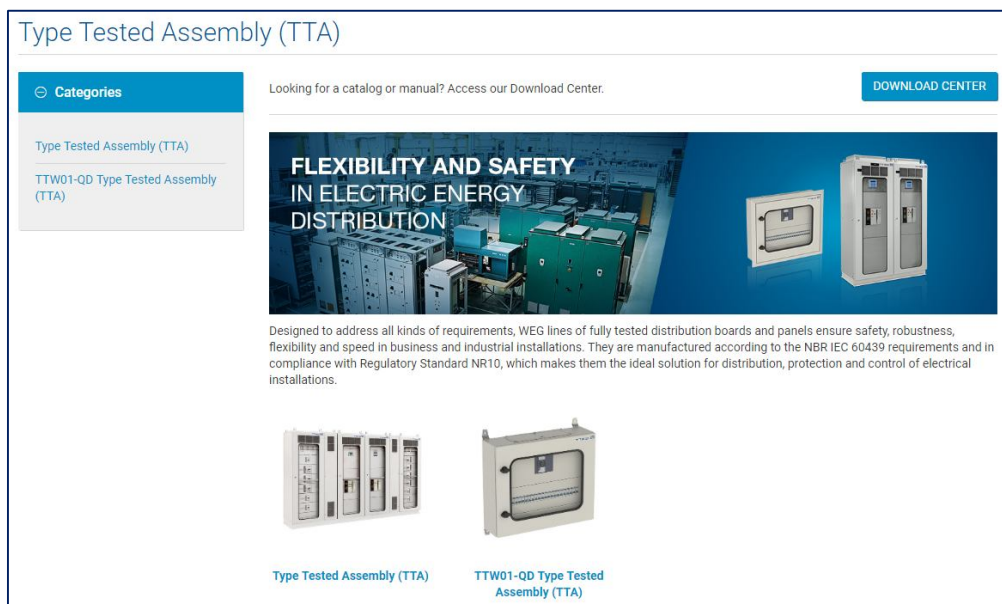 Type Tested Assembly (TTA)
Categories
Type Tested Assembly (TTA)
TTW01-QD Type Tested Assembly
(TTA)
Looking for a catalog or manual? Access our Download Center.
DOWNLOAD CENTER
FLEXIBILITY AND SAFETY
IN ELECTRIC ENERGY
DISTRIBUTION
Designed to address all kinds of requirements, WEG lines of fully tested distribution boards and panels ensure safety, robustness,
flexibility and speed in business and industrial installations. They are manufactured according to the NBR IEC 60439 requirements and in
compliance with Regulatory Standard NR10, which makes them the ideal solution for distribution, protection and control of electrical
installations.
Type Tested Assembly (TTA)
TTW01-QD Type Tested
Assembly (TTA)